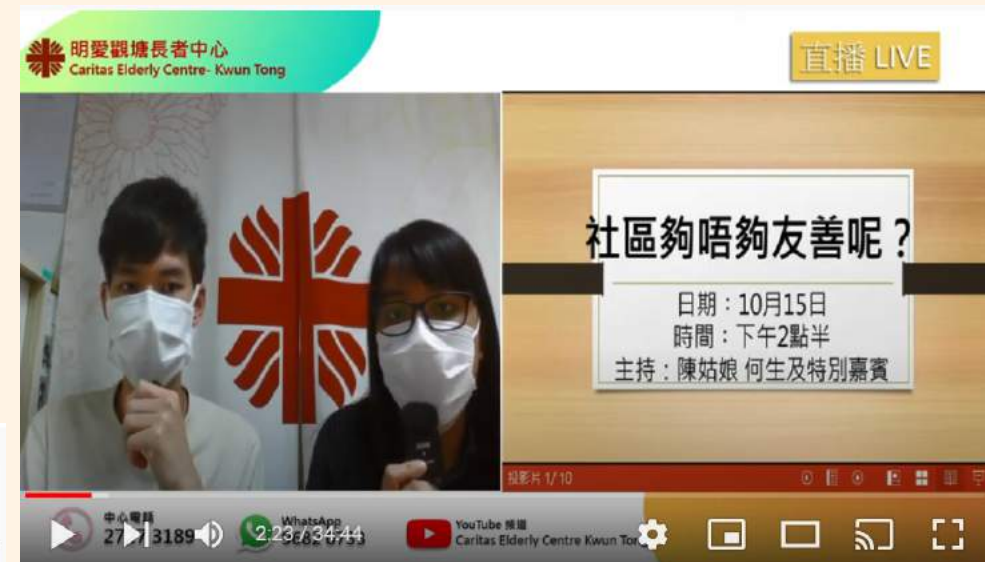 明愛觀塘長者中心
Caritas Elderly Centre- Kwun Tong
直播 LIVE
社區夠唔夠友善呢？
日期：10月15日
時間：下午2點半
主持：陳姑娘 何生及特別嘉賓
投影片 1/10
中心電話
3189
2:23 / 34:44
WhatsApp
YouTube 頻道
Caritas Elderly Centre Kwun Tong